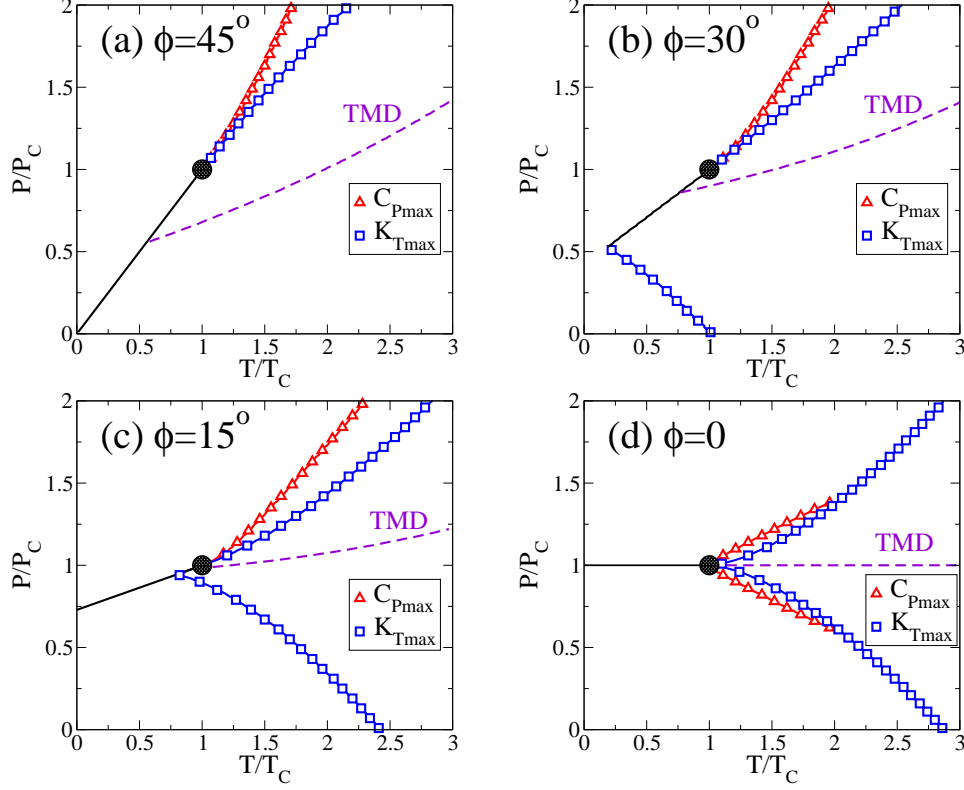 (a) ϕ=45°
2
1.5
1
0.5
0
P/P_C
TMD
C_Pmax
K_Tmax
0 0.5 1 1.5 2 2.5 3
T/T_C
(b) ϕ=30°
2
1.5
1
0.5
0
P/P_C
TMD
C_Pmax
K_Tmax
0 0.5 1 1.5 2 2.5 3
T/T_C
(c) ϕ=15°
2
1.5
1
0.5
0
P/P_C
TMD
C_Pmax
K_Tmax
0 0.5 1 1.5 2 2.5 3
T/T_C
(d) ϕ=0
2
1.5
1
0.5
0
P/P_C
TMD
C_Pmax
K_Tmax
0 0.5 1 1.5 2 2.5 3
T/T_C